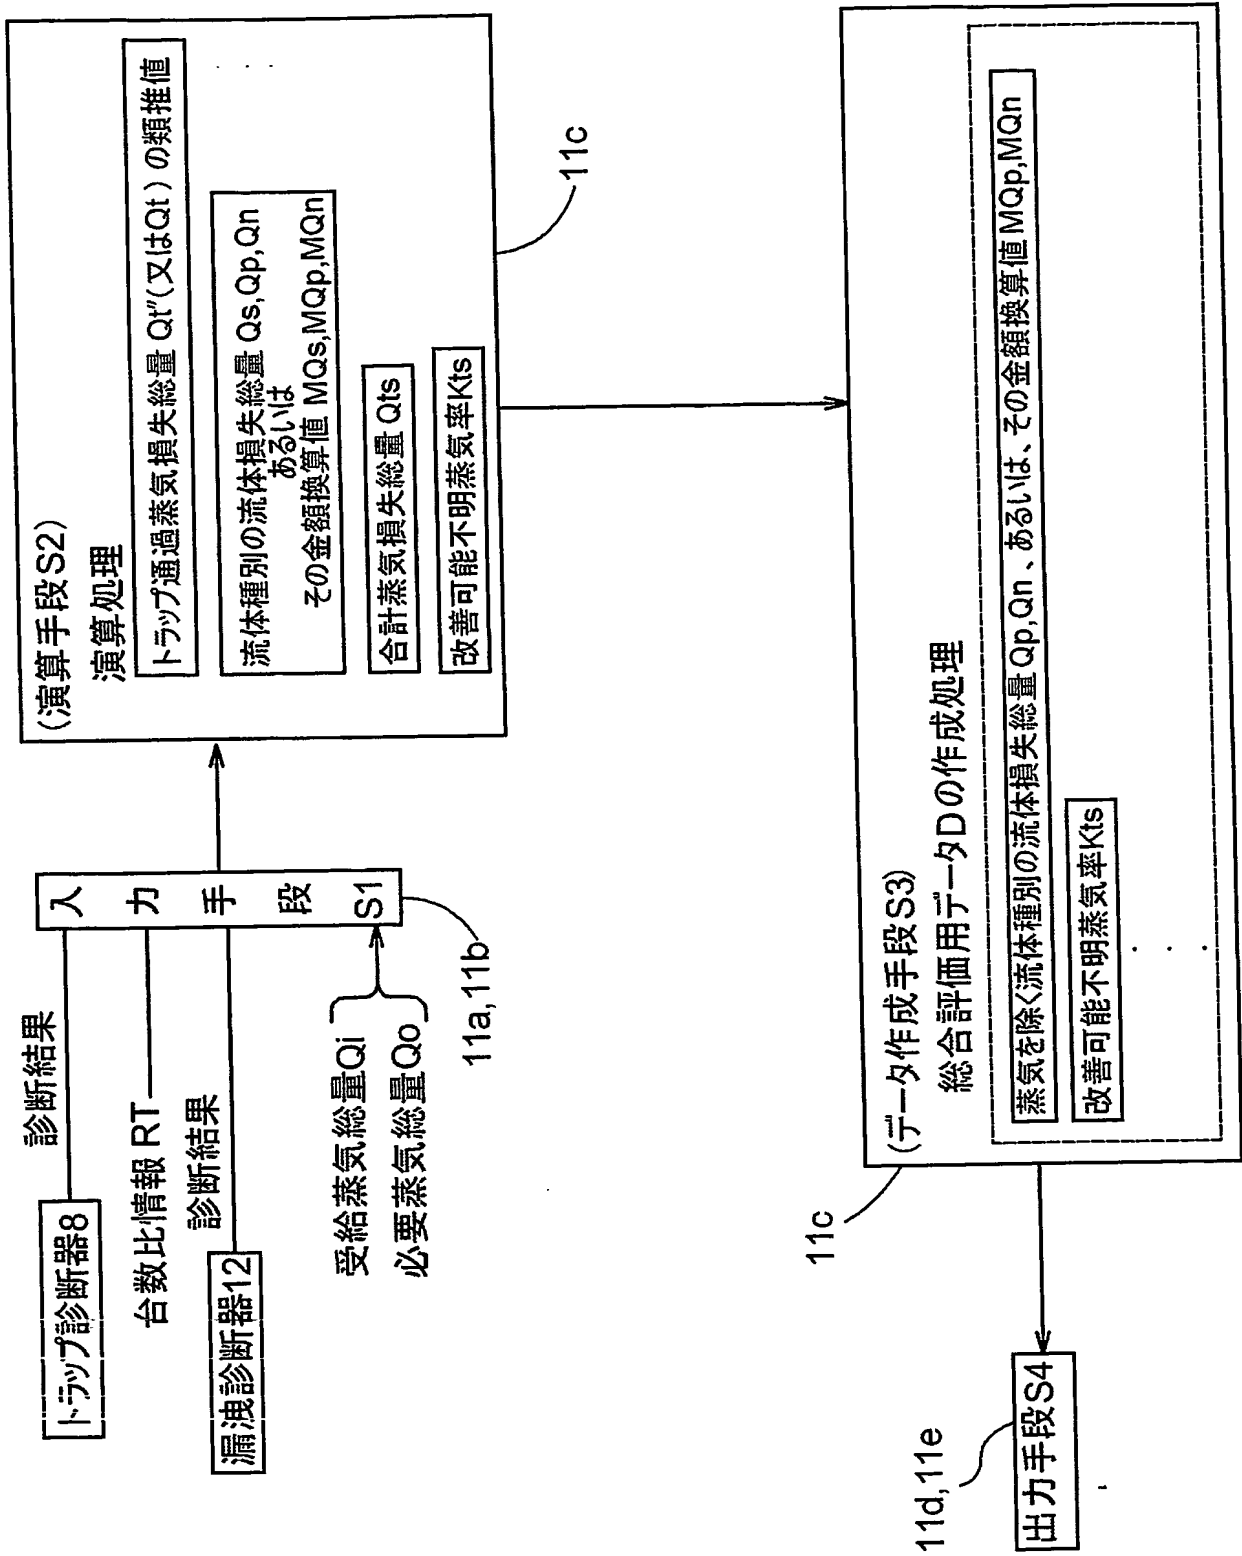 トラップ診断器8
診断結果
台数比情報 RT
漏洩診断器12
診断結果
受給蒸気総量Qi
必要蒸気総量Qo
入力手段 S1
11a,11b
(演算手段S2)
演算処理
トラップ通過蒸気損失総量 Qt"(又はQt) の類推値
流体種別の流体損失総量 Qs,Qp,Qn
あるいは
その金額換算値 MQs,MQp,MQn
合計蒸気損失総量 Qts
改善可能不明蒸気率Kts
11c
(データ作成手段S3)
総合評価用データDの作成処理
蒸気を除く流体種別の流体損失総量 Qp,Qn 、あるいは、その金額換算値 MQp,MQn
改善可能不明蒸気率Kts
11c
11d,11e
出力手段S4